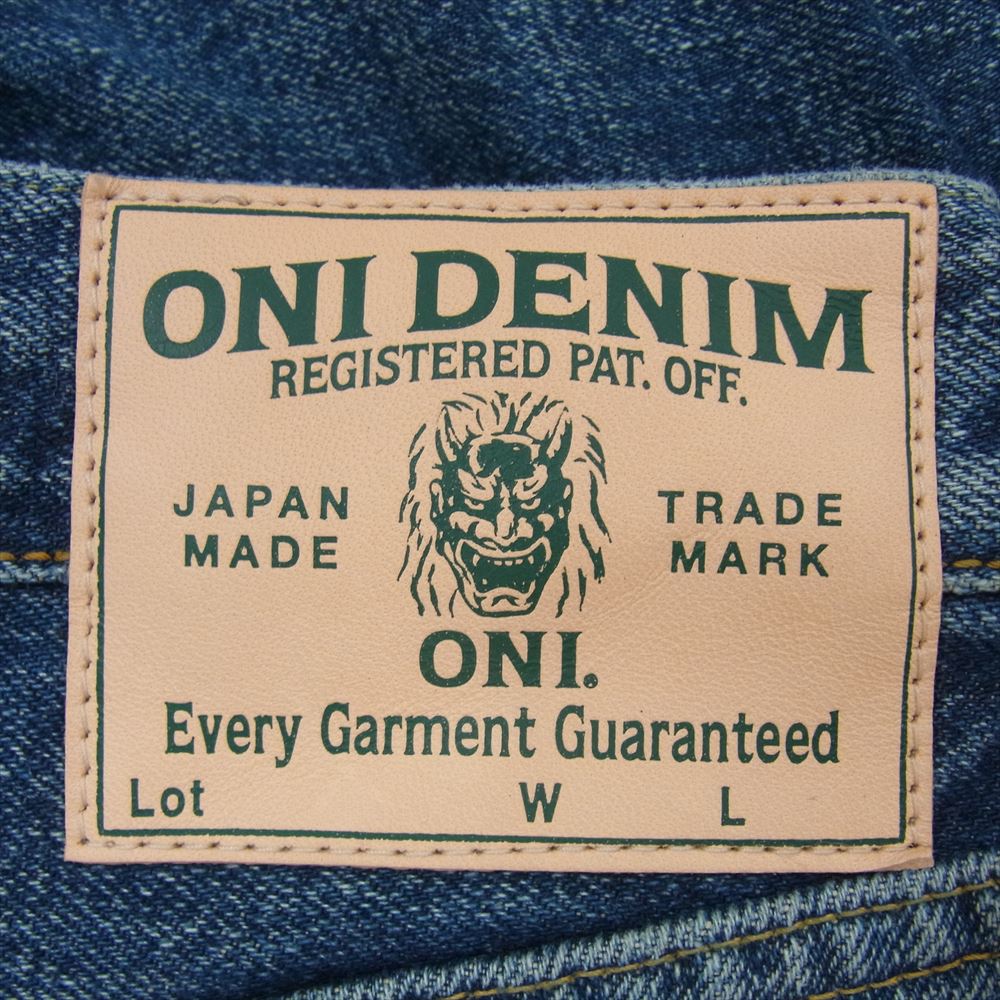 ONI DENIM
REGISTERED PAT. OFF.
JAPAN
MADE
TRADE
MARK
ONI.
Every Garment Guaranteed
Lot W L